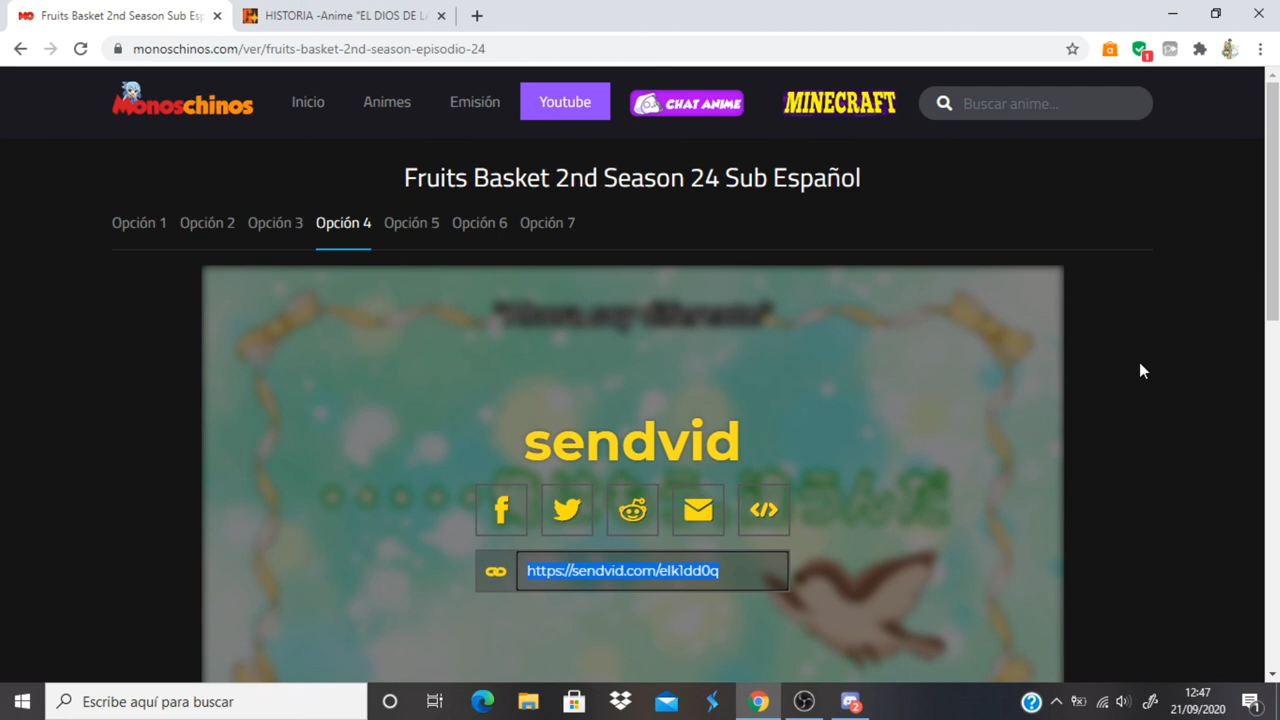 Fruits Basket 2nd Season Sub Esp
HISTORIA -Anime "EL DIOS DE L
monoschinos.com/ver/fruits-basket-2nd-season-episodio-24
1
Monoschinos
Inicio
Animes
Emisión
Youtube
CHAT ANIME
MINECRAFT
Buscar anime...
Fruits Basket 2nd Season 24 Sub Español
Opción 1 Opción 2 Opción 3 Opción 4 Opción 5 Opción 6 Opción 7
sendvid
https://sendvid.com/elk1dd0q
Escribe aquí para buscar
2
12:47
21/09/2020
1